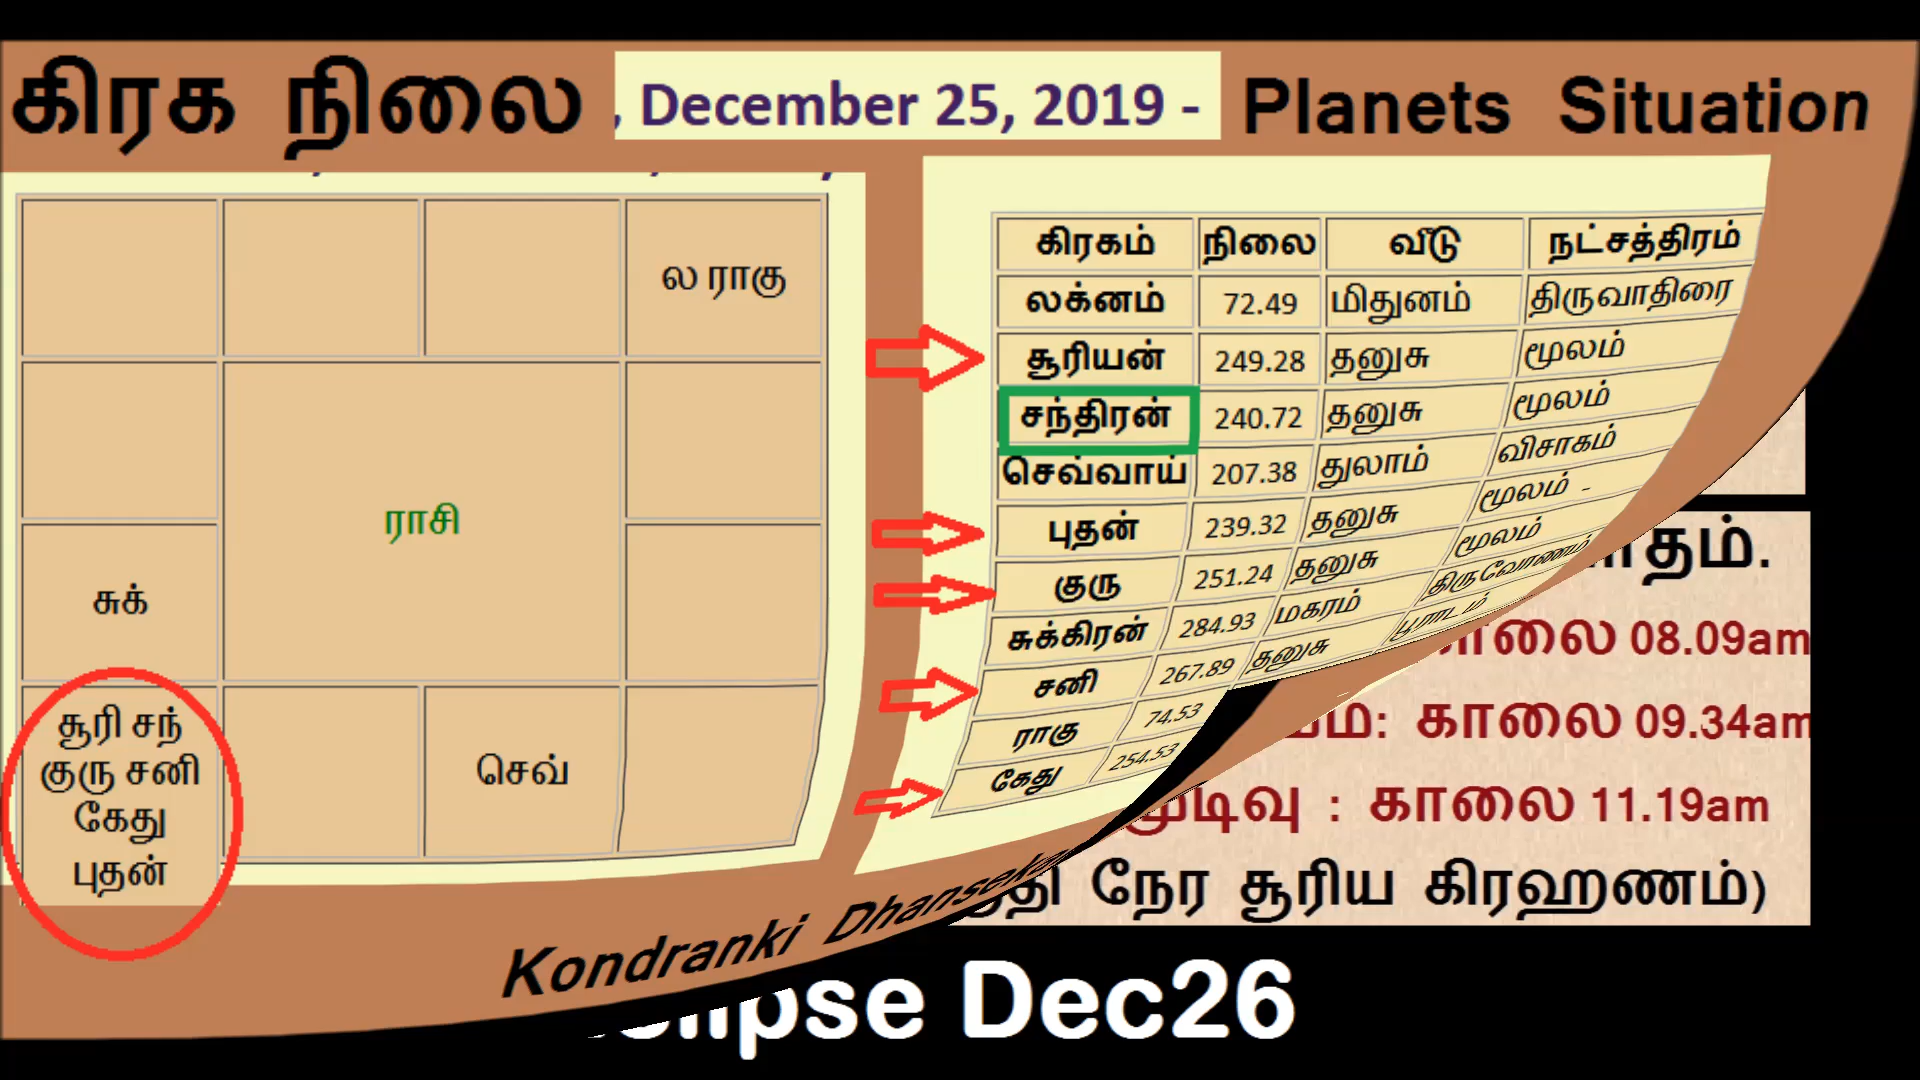 கிரக நிலை , December 25, 2019 - Planets Situation
ல ராகு
ராசி
சுக்
சூரி சந்
குரு சனி
கேது
புதன்
செவ்
கிரகம் நிலை வீடு நட்சத்திரம்
லக்னம் 72.49 மிதுனம் திருவாதிரை
சூரியன் 249.28 தனுசு மூலம்
சந்திரன் 240.72 தனுசு மூலம்
செவ்வாய் 207.38 துலாம் விசாகம்
புதன் 239.32 தனுசு மூலம் -
குரு 251.24 தனுசு மூலம்
சுக்கிரன் 284.93 மகரம் திருவோணம்
சனி 267.89 தனுசு பூராடம்
ராகு 74.53
கேது 254.53
காலை 08.09am
காலை 09.34am
முடிவு : காலை 11.19am
நேர சூரிய கிரஹணம்)
Kondranki
Dec26